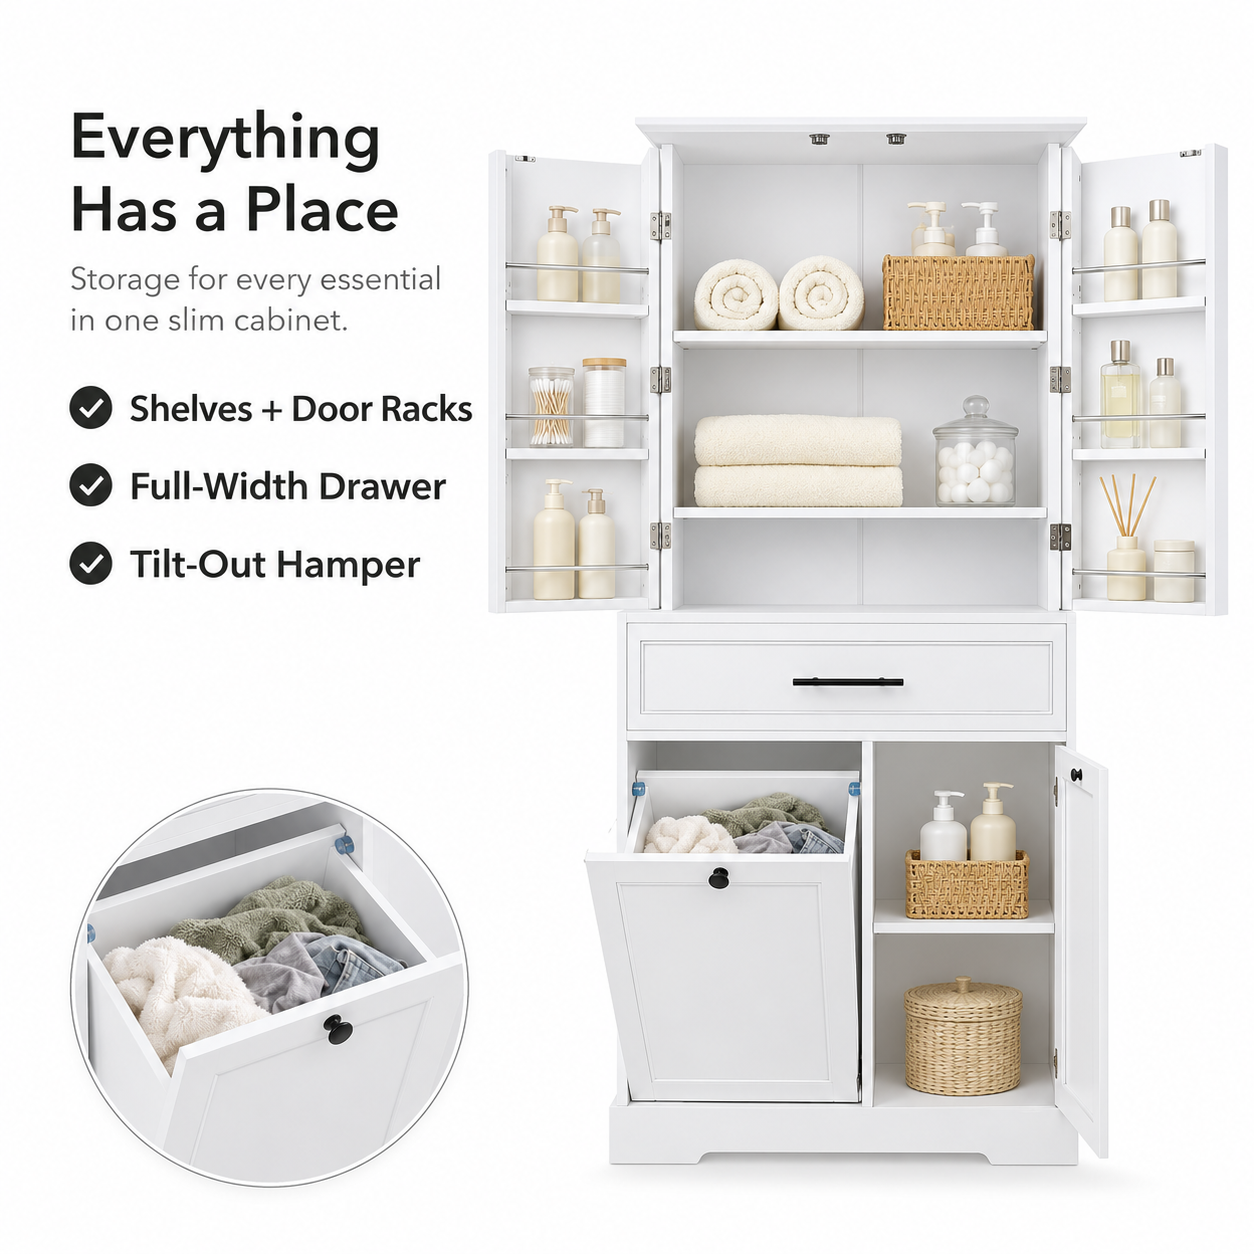 Everything
Has a Place
Storage for every essential
in one slim cabinet.
Shelves + Door Racks
Full-Width Drawer
Tilt-Out Hamper